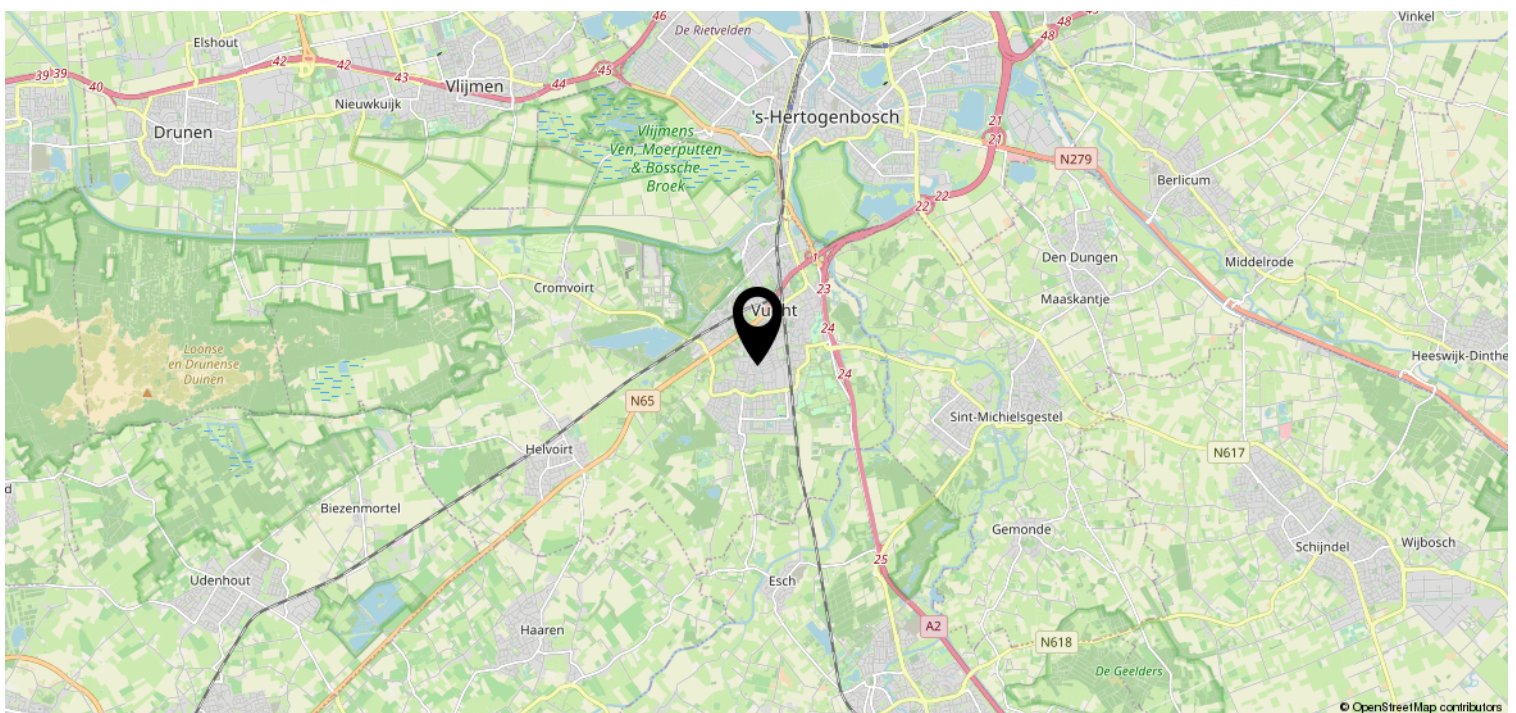 46
48
48
Vinkel
De Rietvelden
Elshout
42
42
45
39 39
40
43
44
Vlijmen
Nieuwkuijk
's-Hertogenbosch
21
21
Drunen
Vlijmens
Ven, Moerputten
& Bossche
Broek
N279
Berlicum
22
22
1
Den Dungen
Middelrode
Cromvoirt
23
Maaskantje
24
Loonse
en Drunense
Duinen
Heeswijk-Dinthe
24
N65
Sint-Michielsgestel
Helvoirt
N617
d
Biezenmortel
Gemonde
Schijndel
Wijbosch
25
Udenhout
Esch
Haaren
A2
N618
De Geelders
© OpenStreetMap contributors